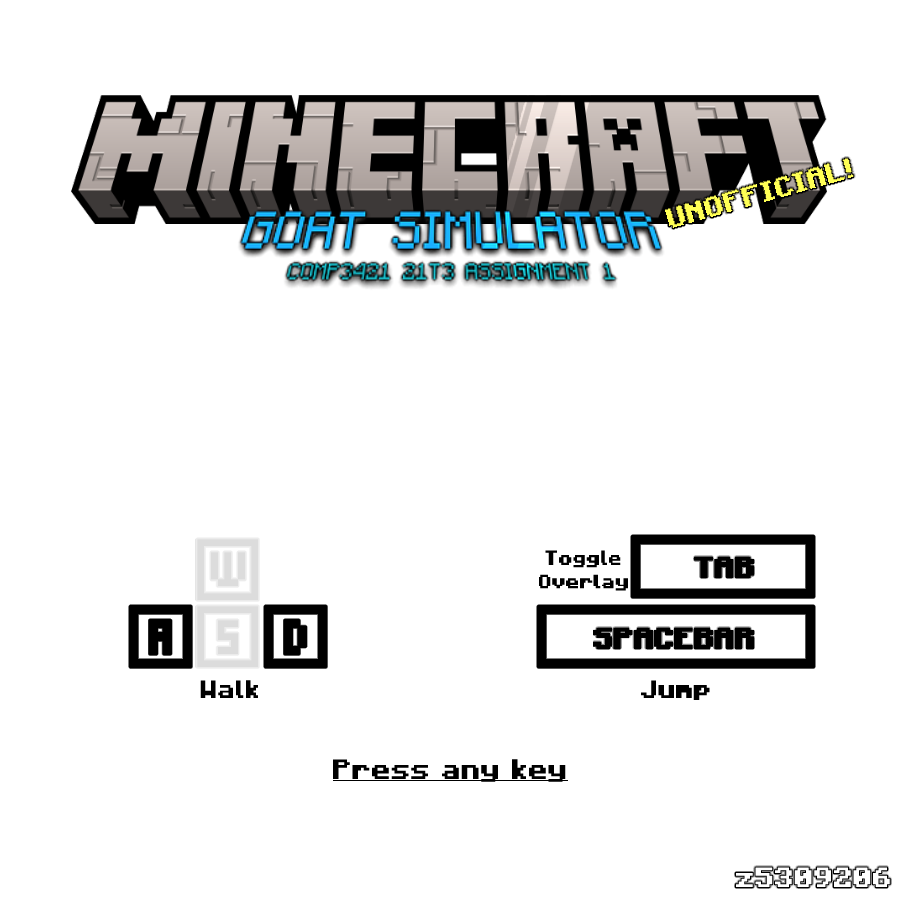 MINECRAFT
UNOFFICIAL!
GOAT SIMULATOR
COMP3421 21T3 ASSIGNMENT 1
W
A S D
Walk
Toggle
Overlay
TAB
SPACEBAR
Jump
Press any key
z5309206